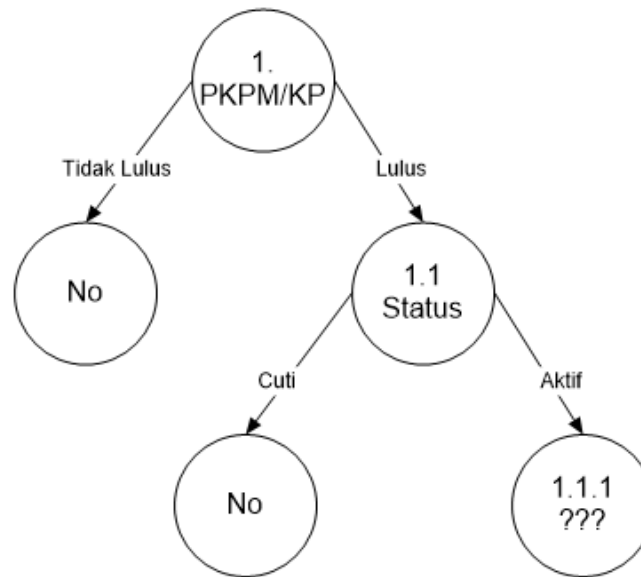 1.
PKPM/KP
Tidak Lulus
Lulus
No
1.1
Status
Cuti
Aktif
No
1.1.1
???